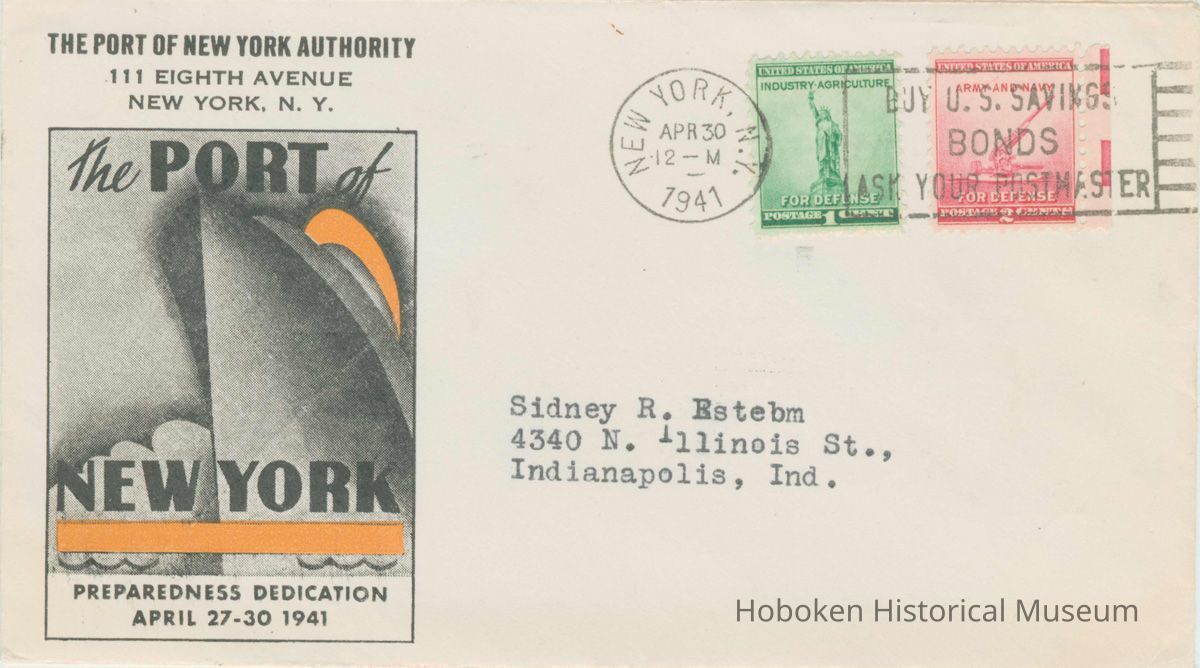 THE PORT OF NEW YORK AUTHORITY
111 EIGHTH AVENUE
NEW YORK, N. Y.
The PORT of
NEW YORK
PREPAREDNESS DEDICATION
APRIL 27-30 1941
NEW YORK, N.Y.
APR 30
12 - M
1941
UNITED STATES OF AMERICA
INDUSTRY·AGRICULTURE
FOR DEFENSE
POSTAGE 1 CENT
UNITED STATES OF AMERICA
ARMY·AND·NAVY
FOR DEFENSE
POSTAGE 2 CENTS
BUY U. S. SAVINGS
BONDS
ASK YOUR POSTMASTER
Sidney R. Estebm
4340 N. Illinois St.,
Indianapolis, Ind.
Hoboken Historical Museum